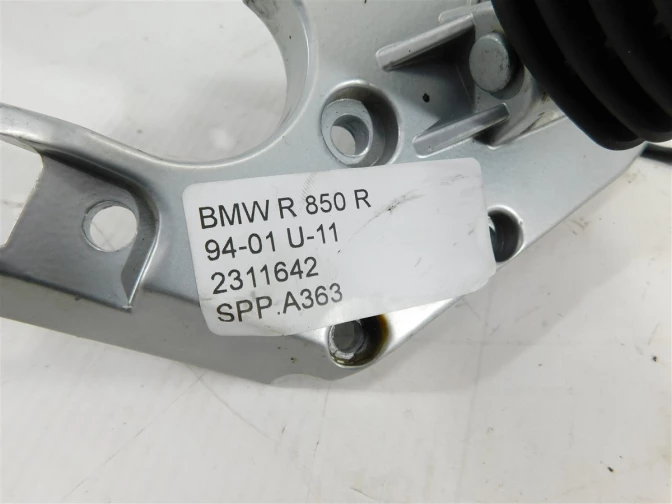 BMW R 850 R
94-01 U-11
2311642
SPP.A363